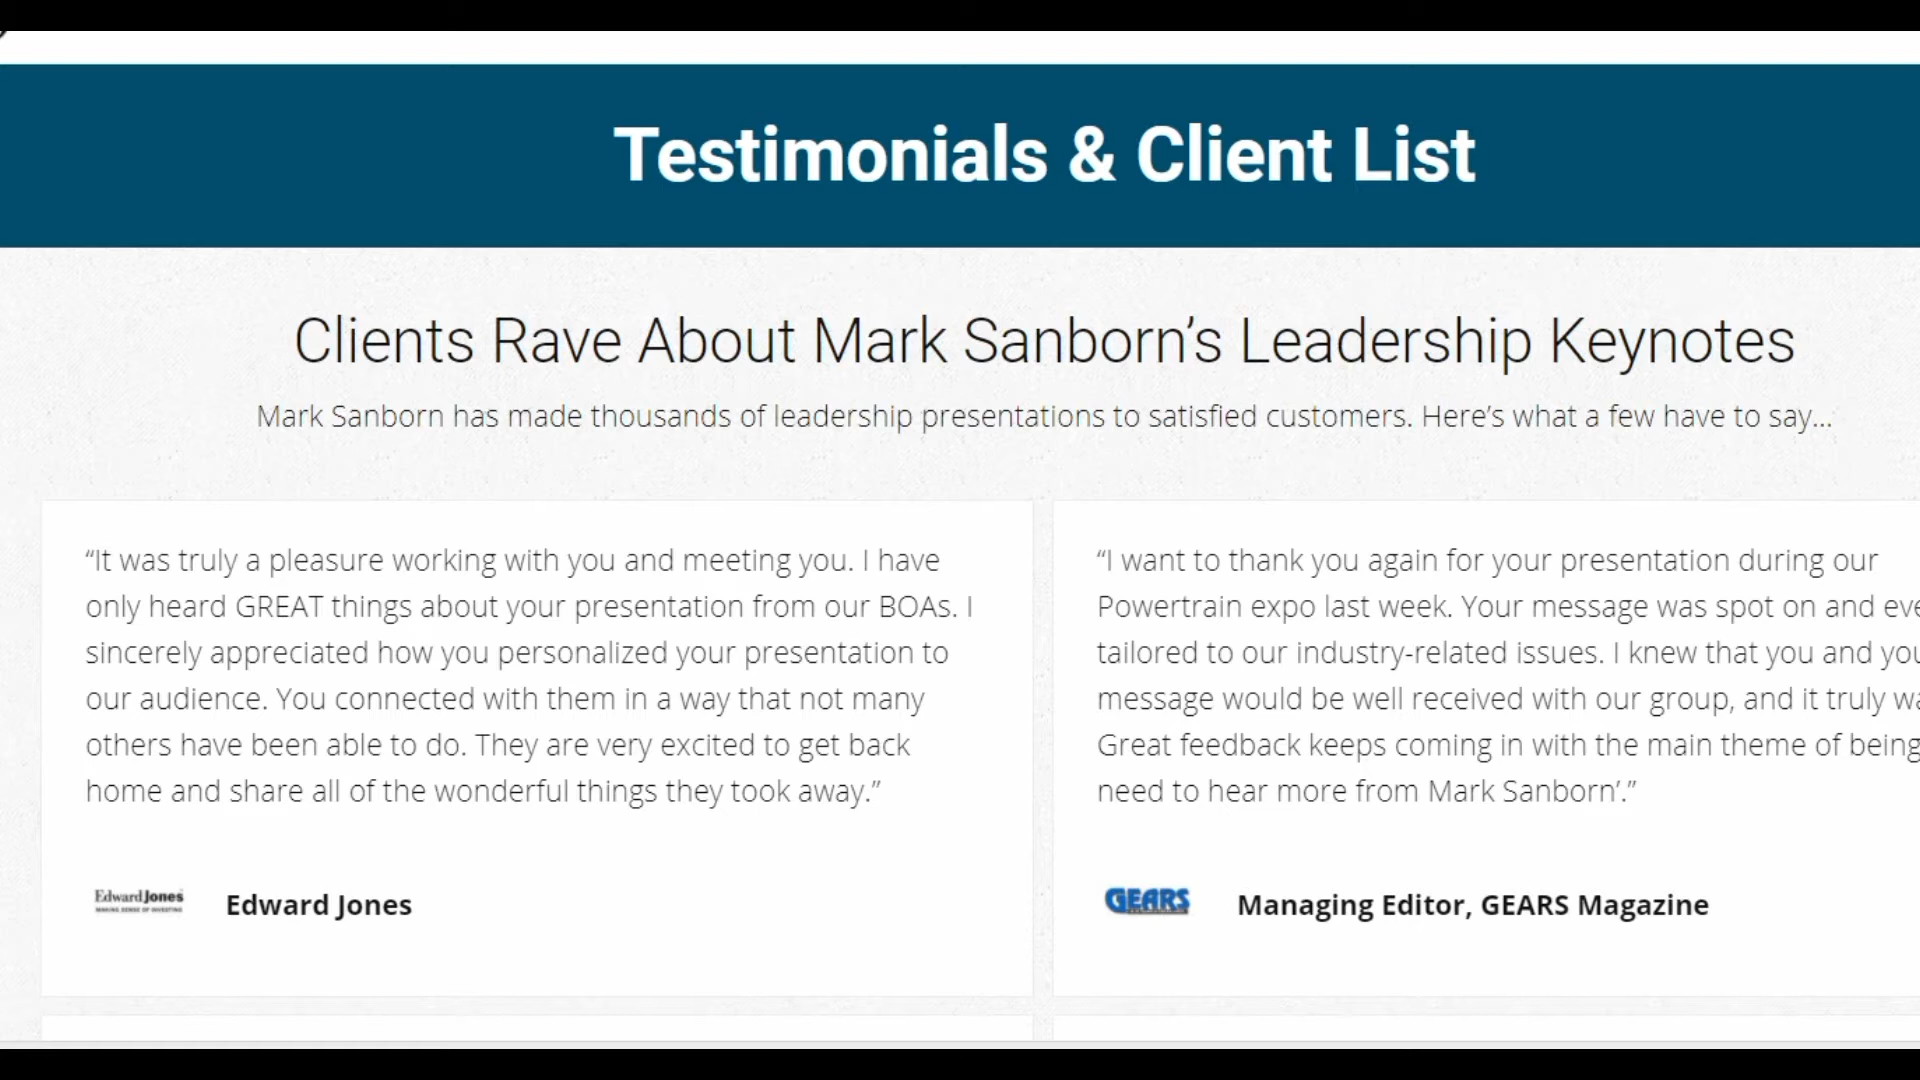 Testimonials & Client List
Clients Rave About Mark Sanborn’s Leadership Keynotes
Mark Sanborn has made thousands of leadership presentations to satisfied customers. Here’s what a few have to say...
“It was truly a pleasure working with you and meeting you. I have
only heard GREAT things about your presentation from our BOAs. I
sincerely appreciated how you personalized your presentation to
our audience. You connected with them in a way that not many
others have been able to do. They are very excited to get back
home and share all of the wonderful things they took away.”
EdwardJones
MAKING SENSE OF INVESTING
Edward Jones
“I want to thank you again for your presentation during our
Powertrain expo last week. Your message was spot on and
tailored to our industry-related issues. I knew that you and
message would be well received with our group, and it truly
Great feedback keeps coming in with the main theme of being
need to hear more from Mark Sanborn’.”
GEARS
Managing Editor, GEARS Magazine